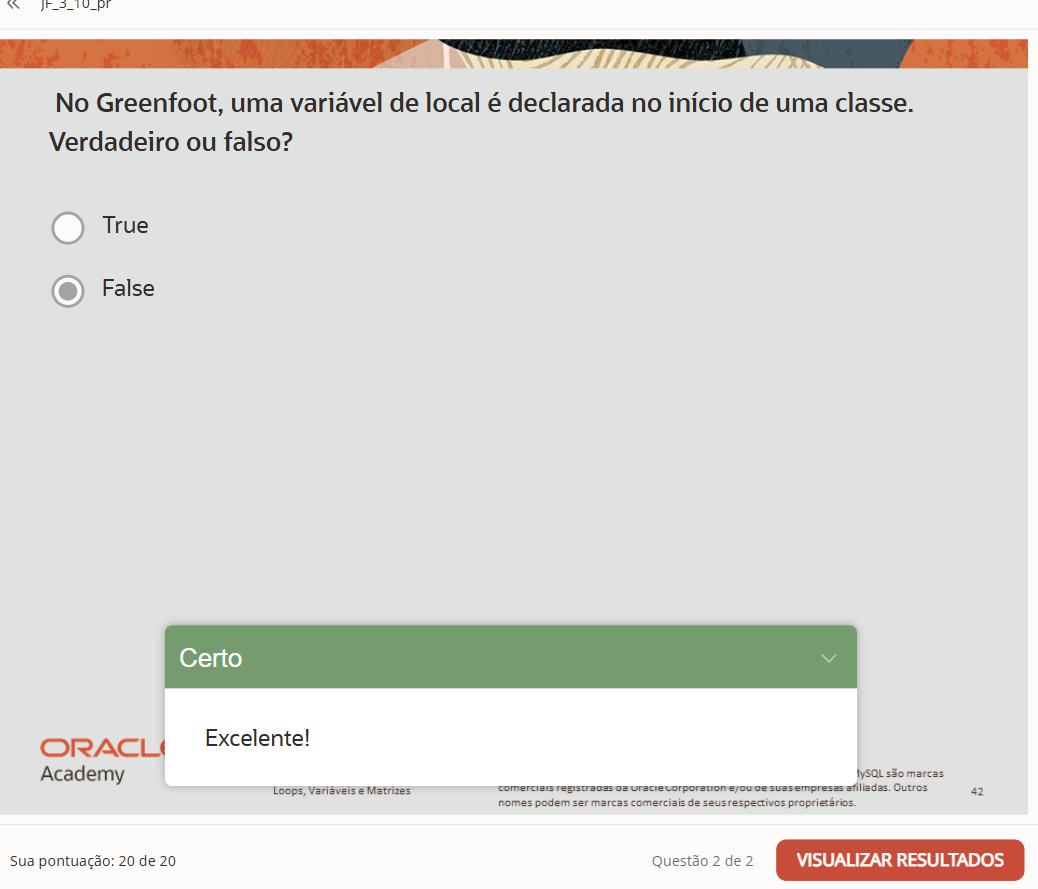 JF_3_10_pr
No Greenfoot, uma variável de local é declarada no início de uma classe.
Verdadeiro ou falso?
True
False
Certo
Excelente!
ORACL
Academy
Loops, Variáveis e Matrizes
MySQL são marcas
comerciais registradas da Oracle Corporation e/ou de suas empresas afiliadas. Outros
nomes podem ser marcas comerciais de seus respectivos proprietários.
42
Sua pontuação: 20 de 20
Questão 2 de 2
VISUALIZAR RESULTADOS